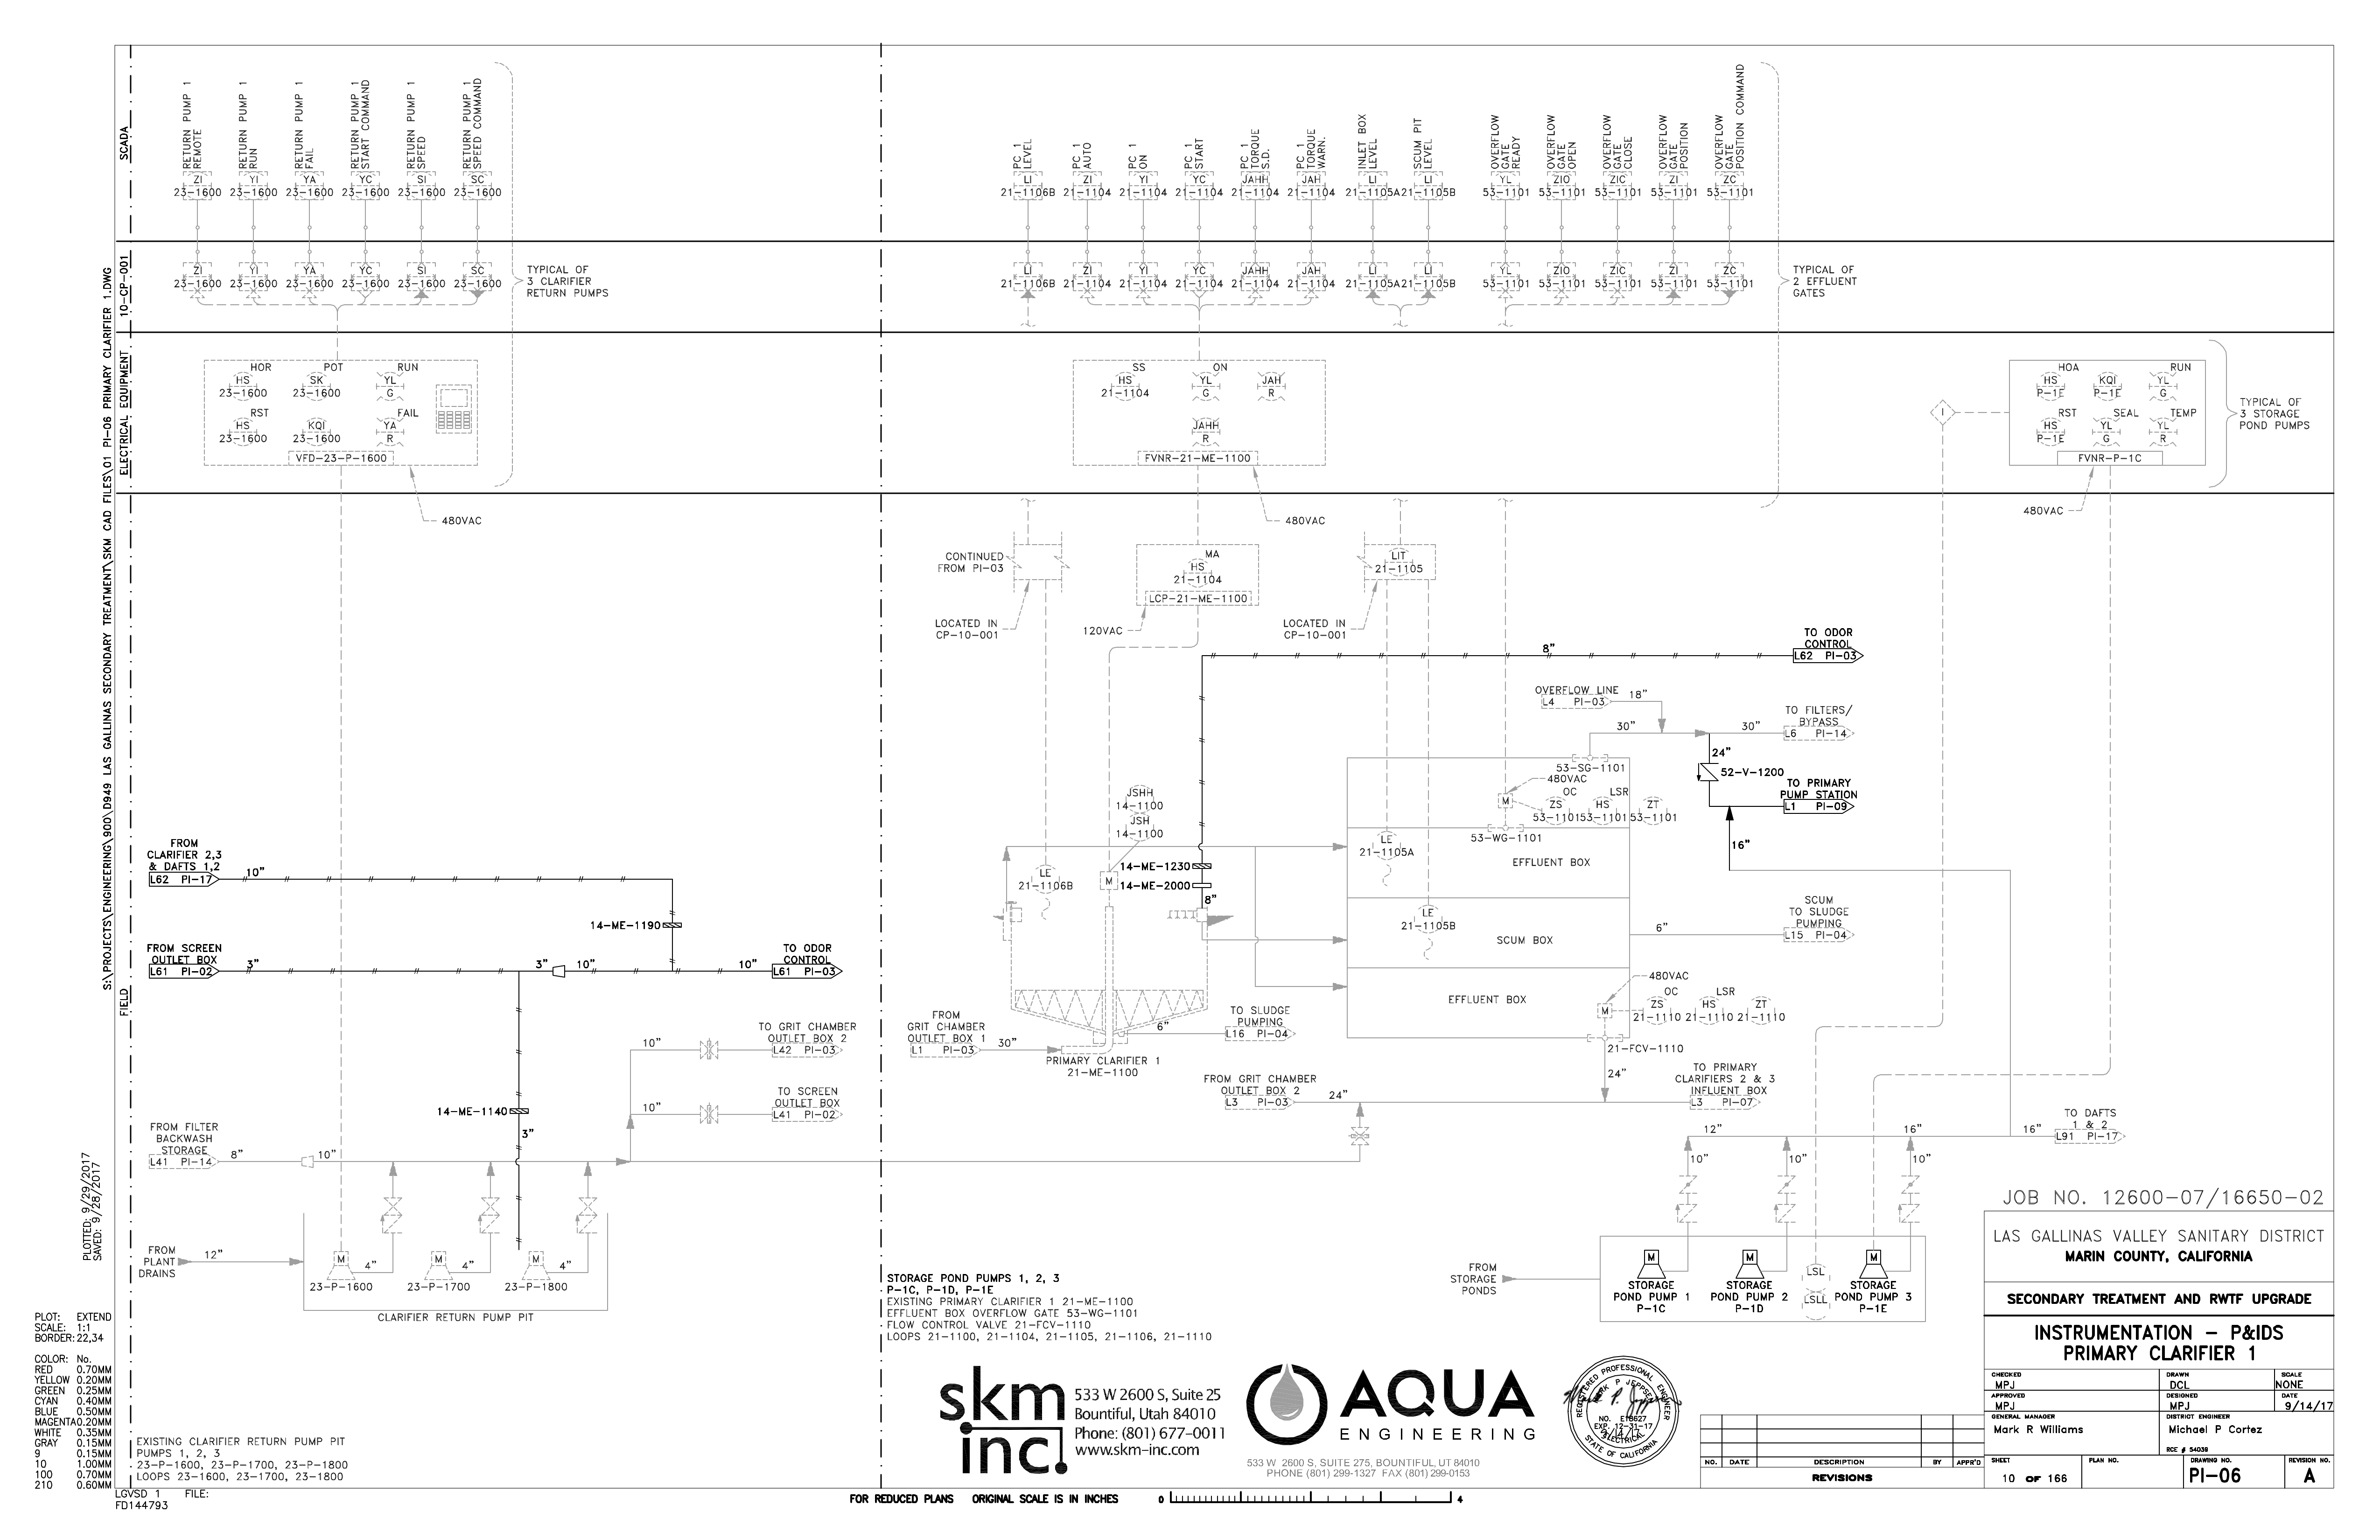 S:\PROJECTS\ENGINEERING\900\D949 LAS GALLINAS SECONDARY TREATMENT\SKM CAD FILES\01 PI-06 PRIMARY CLARIFIER 1.DWG
PLOTTED: 9/29/2017
SAVED: 9/28/2017
SCADA
10-CP-001
ELECTRICAL EQUIPMENT
FIELD
RETURN PUMP 1
REMOTE
RETURN PUMP 1
RUN
RETURN PUMP 1
FAIL
RETURN PUMP 1
START COMMAND
RETURN PUMP 1
SPEED
RETURN PUMP 1
SPEED COMMAND
ZI
23-1600
YI
23-1600
YA
23-1600
YC
23-1600
SI
23-1600
SC
23-1600
ZI
23-1600
YI
23-1600
YA
23-1600
YC
23-1600
SI
23-1600
SC
23-1600
TYPICAL OF
3 CLARIFIER
RETURN PUMPS
HOR
HS
23-1600
POT
SK
23-1600
RUN
YL
G
RST
HS
23-1600
KQI
23-1600
FAIL
YA
R
VFD-23-P-1600
480VAC
PC 1
LEVEL
PC 1
AUTO
PC 1
ON
PC 1
START
PC 1
TORQUE
S.D.
PC 1
TORQUE
WARN.
INLET BOX
LEVEL
SCUM PIT
LEVEL
OVERFLOW
GATE
READY
OVERFLOW
GATE
OPEN
OVERFLOW
GATE
CLOSE
OVERFLOW
GATE
POSITION
OVERFLOW
GATE
POSITION COMMAND
LI
21-1106B
ZI
21-1104
YI
21-1104
YC
21-1104
JAHH
21-1104
JAH
21-1104
LI
21-1105A
LI
21-1105B
YL
53-1101
ZIO
53-1101
ZIC
53-1101
ZI
53-1101
ZC
53-1101
LI
21-1106B
ZI
21-1104
YI
21-1104
YC
21-1104
JAHH
21-1104
JAH
21-1104
LI
21-1105A
LI
21-1105B
YL
53-1101
ZIO
53-1101
ZIC
53-1101
ZI
53-1101
ZC
53-1101
TYPICAL OF
2 EFFLUENT
GATES
SS
HS
21-1104
ON
YL
G
JAH
R
JAHH
R
FVNR-21-ME-1100
480VAC
I
HOA
HS
P-1E
KQI
P-1E
RUN
YL
G
RST
HS
P-1E
SEAL
YL
G
TEMP
YL
R
FVNR-P-1C
480VAC
TYPICAL OF
3 STORAGE
POND PUMPS
CONTINUED
FROM PI-03
LOCATED IN
CP-10-001
MA
HS
21-1104
LCP-21-ME-1100
120VAC
LIT
21-1105
LOCATED IN
CP-10-001
8"
TO ODOR
CONTROL
L62 PI-03
OVERFLOW LINE
L4 PI-03
18"
30"
30"
TO FILTERS/
BYPASS
L6 PI-14
24"
52-V-1200
TO PRIMARY
PUMP STATION
L1 PI-09
16"
53-SG-1101
480VAC
M
OC
ZS
53-1101
LSR
HS
53-1101
ZT
53-1101
53-WG-1101
LE
21-1105A
EFFLUENT BOX
LE
21-1105B
SCUM BOX
EFFLUENT BOX
6"
SCUM
TO SLUDGE
PUMPING
L15 PI-04
480VAC
M
OC
ZS
21-1110
LSR
HS
21-1110
ZT
21-1110
21-FCV-1110
24"
JSHH
14-1100
JSH
14-1100
LE
21-1106B
M
14-ME-1230
14-ME-2000
8"
6"
TO SLUDGE
PUMPING
L16 PI-04
FROM
GRIT CHAMBER
OUTLET BOX 1
L1 PI-03
30"
PRIMARY CLARIFIER 1
21-ME-1100
FROM GRIT CHAMBER
OUTLET BOX 2
L3 PI-03
24"
TO PRIMARY
CLARIFIERS 2 & 3
INFLUENT BOX
L3 PI-07
FROM
CLARIFIER 2,3
& DAFTS 1,2
L62 PI-17
10"
14-ME-1190
FROM SCREEN
OUTLET BOX
L61 PI-02
3"
3"
10"
10"
TO ODOR
CONTROL
L61 PI-03
14-ME-1140
3"
TO GRIT CHAMBER
OUTLET BOX 2
L42 PI-03
10"
TO SCREEN
OUTLET BOX
L41 PI-02
10"
FROM FILTER
BACKWASH
STORAGE
L41 PI-14
8"
10"
FROM
PLANT
DRAINS
12"
M
23-P-1600
4"
M
23-P-1700
4"
M
23-P-1800
4"
CLARIFIER RETURN PUMP PIT
12"
16"
16"
TO DAFTS
1 & 2
L91 PI-17
10"
10"
10"
FROM
STORAGE
PONDS
M
STORAGE
POND PUMP 1
P-1C
M
STORAGE
POND PUMP 2
P-1D
LSL
LSLL
M
STORAGE
POND PUMP 3
P-1E
STORAGE POND PUMPS 1, 2, 3
P-1C, P-1D, P-1E
EXISTING PRIMARY CLARIFIER 1 21-ME-1100
EFFLUENT BOX OVERFLOW GATE 53-WG-1101
FLOW CONTROL VALVE 21-FCV-1110
LOOPS 21-1100, 21-1104, 21-1105, 21-1106, 21-1110
EXISTING CLARIFIER RETURN PUMP PIT
PUMPS 1, 2, 3
23-P-1600, 23-P-1700, 23-P-1800
LOOPS 23-1600, 23-1700, 23-1800
PLOT: EXTEND
SCALE: 1:1
BORDER: 22,34
COLOR: No.
RED 0.70MM
YELLOW 0.20MM
GREEN 0.25MM
CYAN 0.40MM
BLUE 0.50MM
MAGENTA 0.20MM
WHITE 0.35MM
GRAY 0.15MM
9 0.15MM
10 1.00MM
100 0.70MM
210 0.60MM
LGVSD 1 FILE:
FD144793
skm
inc.
533 W 2600 S, Suite 25
Bountiful, Utah 84010
Phone: (801) 677-0011
www.skm-inc.com
AQUA
ENGINEERING
533 W 2600 S, SUITE 275, BOUNTIFUL, UT 84010
PHONE (801) 299-1327 FAX (801) 299-0153
REGISTERED PROFESSIONAL ENGINEER
MARK P JEPPSEN
NO. E18627
EXP. 12-31-17
9/14/17
ELECTRICAL
STATE OF CALIFORNIA
FOR REDUCED PLANS ORIGINAL SCALE IS IN INCHES
0 4
NO. DATE DESCRIPTION BY APPR'D
REVISIONS
JOB NO. 12600-07/16650-02
LAS GALLINAS VALLEY SANITARY DISTRICT
MARIN COUNTY, CALIFORNIA
SECONDARY TREATMENT AND RWTF UPGRADE
INSTRUMENTATION - P&IDS
PRIMARY CLARIFIER 1
CHECKED
MPJ
DRAWN
DCL
SCALE
NONE
APPROVED
MPJ
DESIGNED
MPJ
DATE
9/14/17
GENERAL MANAGER
Mark R Williams
DISTRICT ENGINEER
Michael P Cortez
RCE # 54039
SHEET
10 OF 166
PLAN NO.
DRAWING NO.
PI-06
REVISION NO.
A